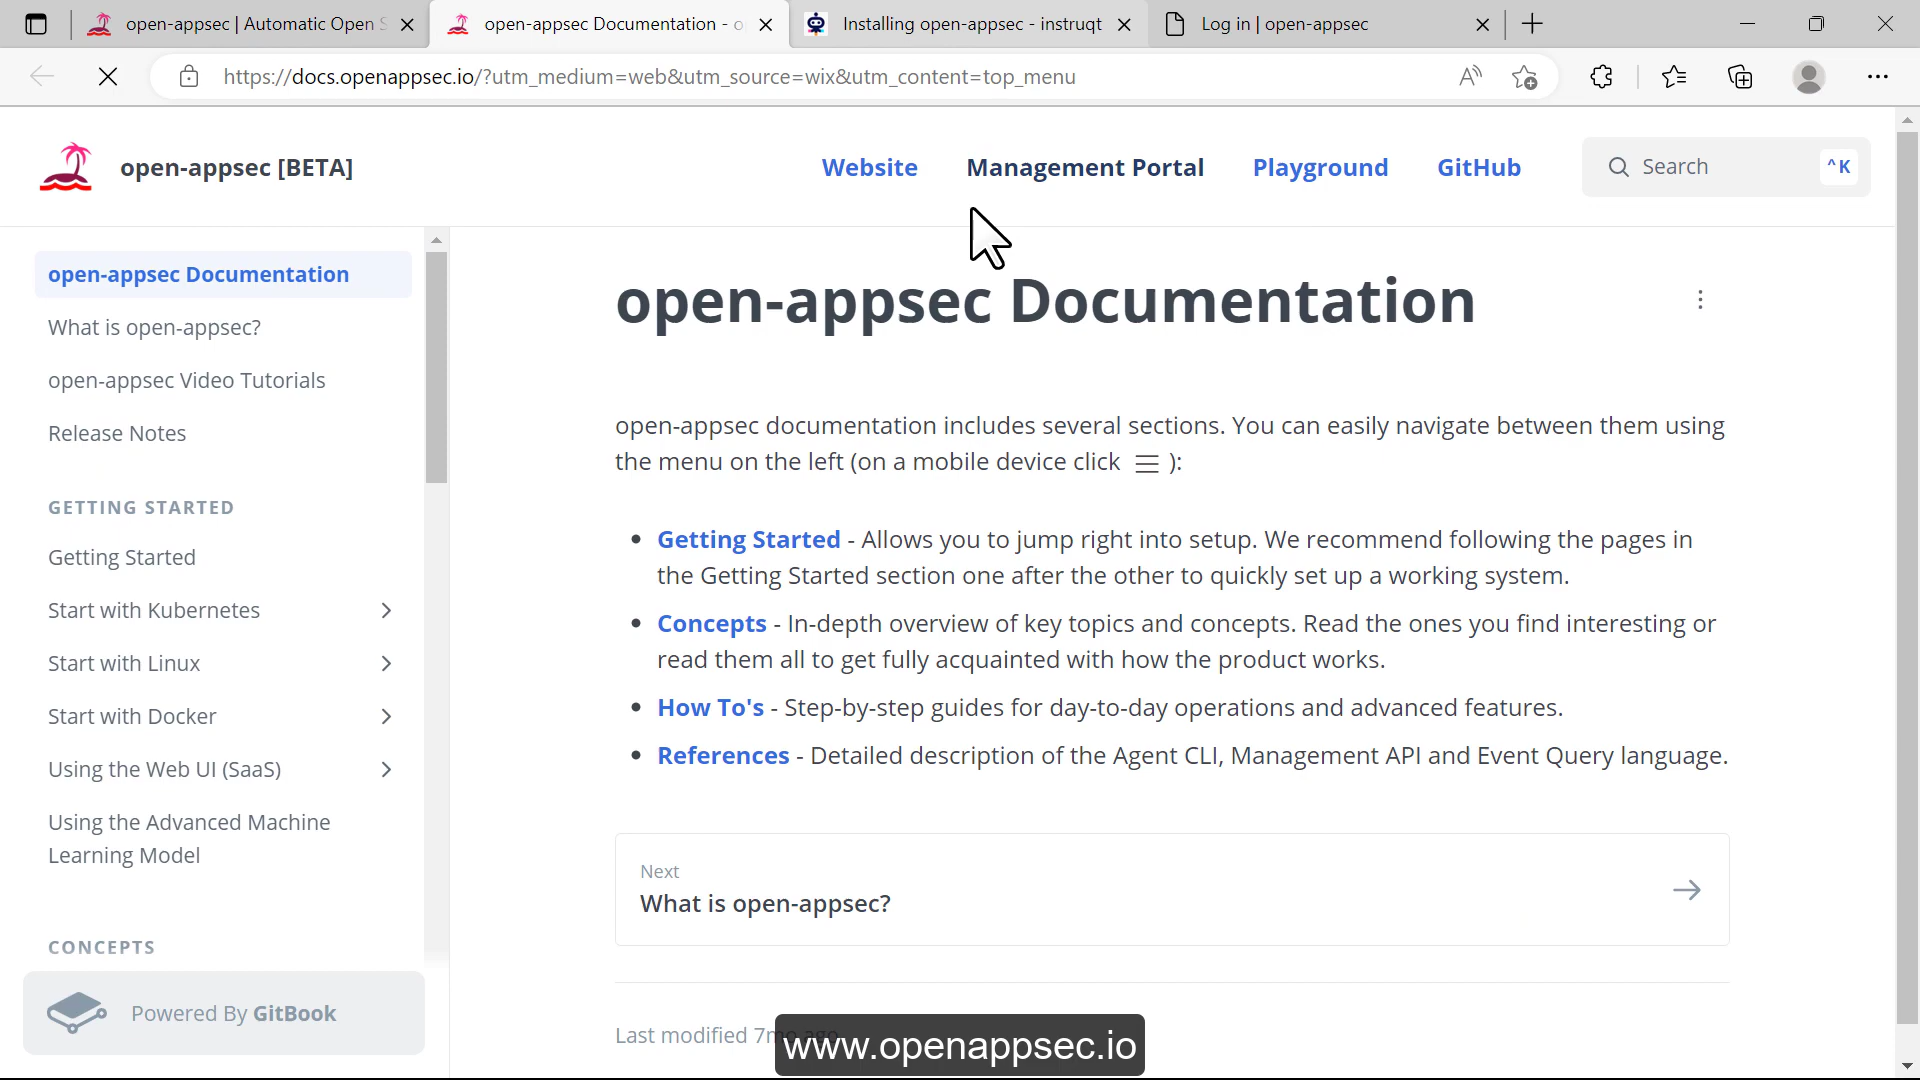 open-appsec | Automatic Open S
open-appsec Documentation - o
Installing open-appsec - instruqt
Log in | open-appsec
https://docs.openappsec.io/?utm_medium=web&utm_source=wix&utm_content=top_menu
open-appsec [BETA]
Website
Management Portal
Playground
GitHub
Search
^K
open-appsec Documentation
What is open-appsec?
open-appsec Video Tutorials
Release Notes
GETTING STARTED
Getting Started
Start with Kubernetes
Start with Linux
Start with Docker
Using the Web UI (SaaS)
Using the Advanced Machine
Learning Model
CONCEPTS
Powered By GitBook
open-appsec Documentation
open-appsec documentation includes several sections. You can easily navigate between them using
the menu on the left (on a mobile device click ☰ ):
• Getting Started - Allows you to jump right into setup. We recommend following the pages in
the Getting Started section one after the other to quickly set up a working system.
• Concepts - In-depth overview of key topics and concepts. Read the ones you find interesting or
read them all to get fully acquainted with how the product works.
• How To's - Step-by-step guides for day-to-day operations and advanced features.
• References - Detailed description of the Agent CLI, Management API and Event Query language.
Next
What is open-appsec?
Last modified 7mo ago
www.openappsec.io